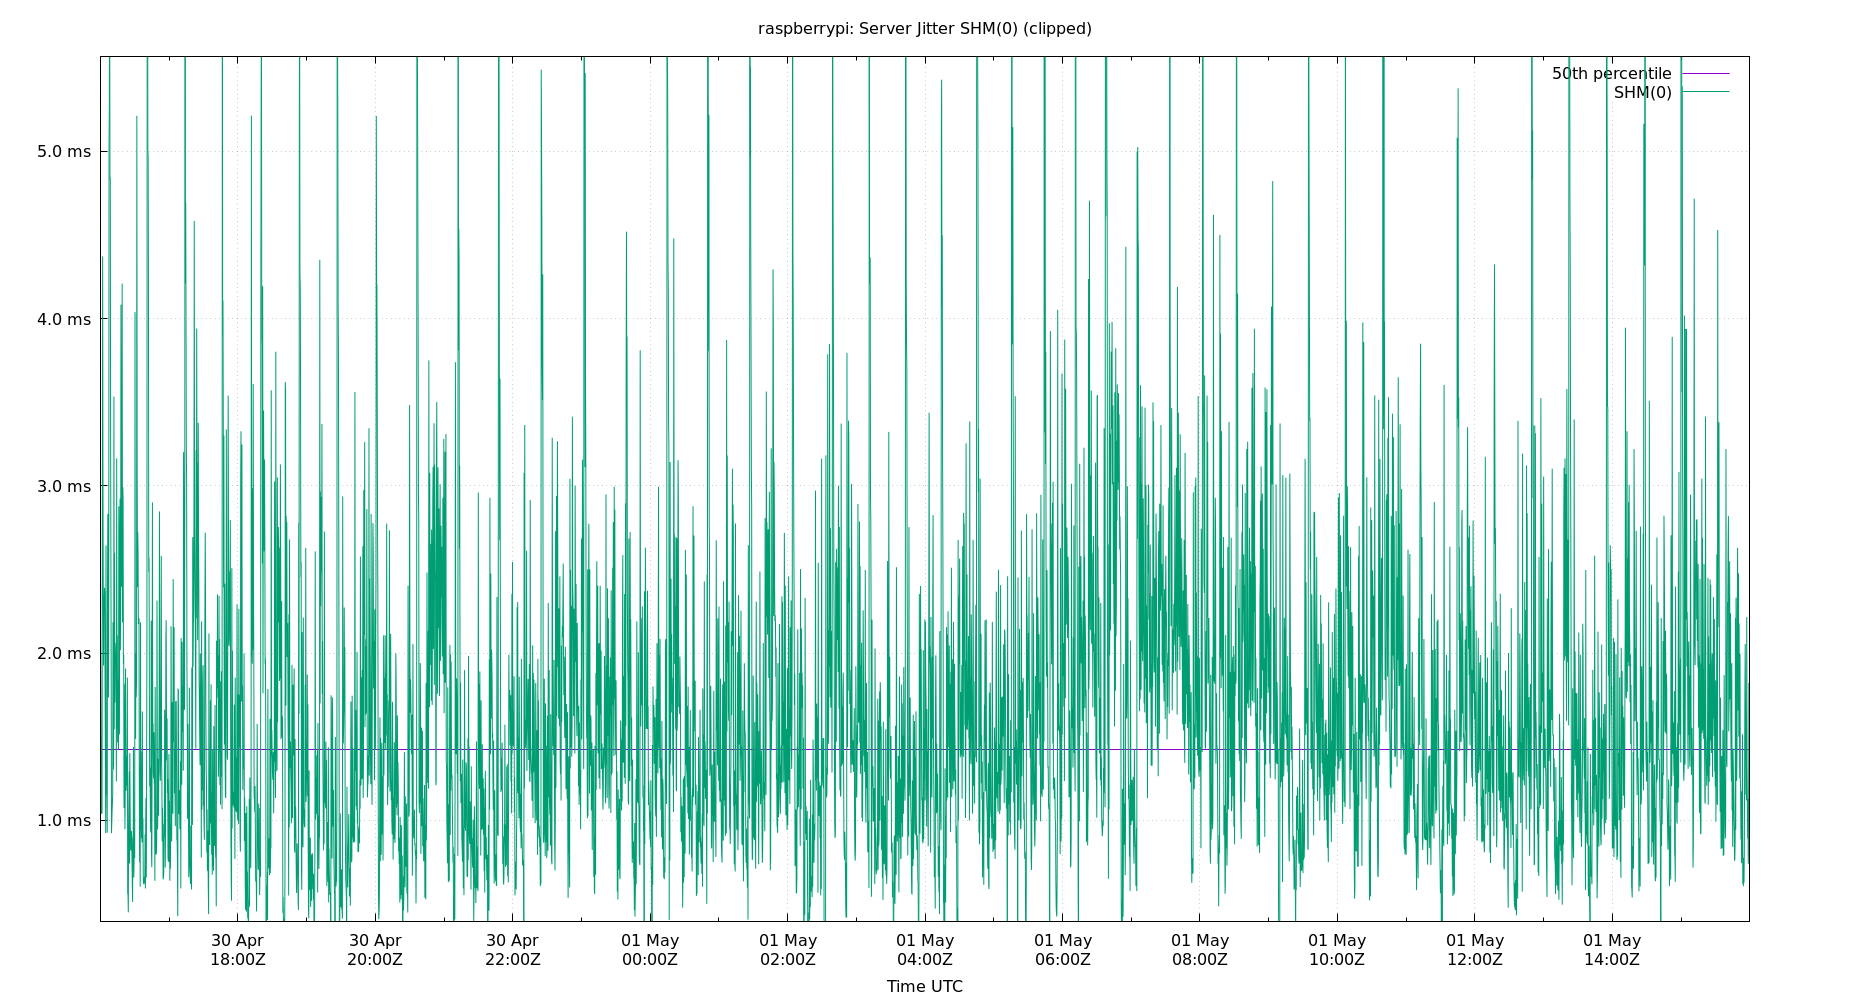 raspberrypi: Server Jitter SHM(0) (clipped)
50th percentile
SHM(0)
5.0 ms
4.0 ms
3.0 ms
2.0 ms
1.0 ms
30 Apr 30 Apr 30 Apr 01 May 01 May 01 May 01 May 01 May 01 May 01 May 01 May
18:00Z 20:00Z 22:00Z 00:00Z 02:00Z 04:00Z 06:00Z 08:00Z 10:00Z 12:00Z 14:00Z
Time UTC